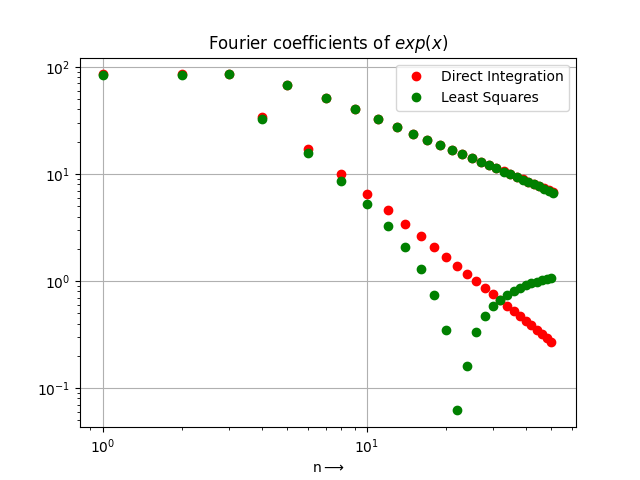 Fourier coefficients of exp(x)
Direct Integration
Least Squares
10²
10¹
10⁰
10⁻¹
10⁰
10¹
n⟶